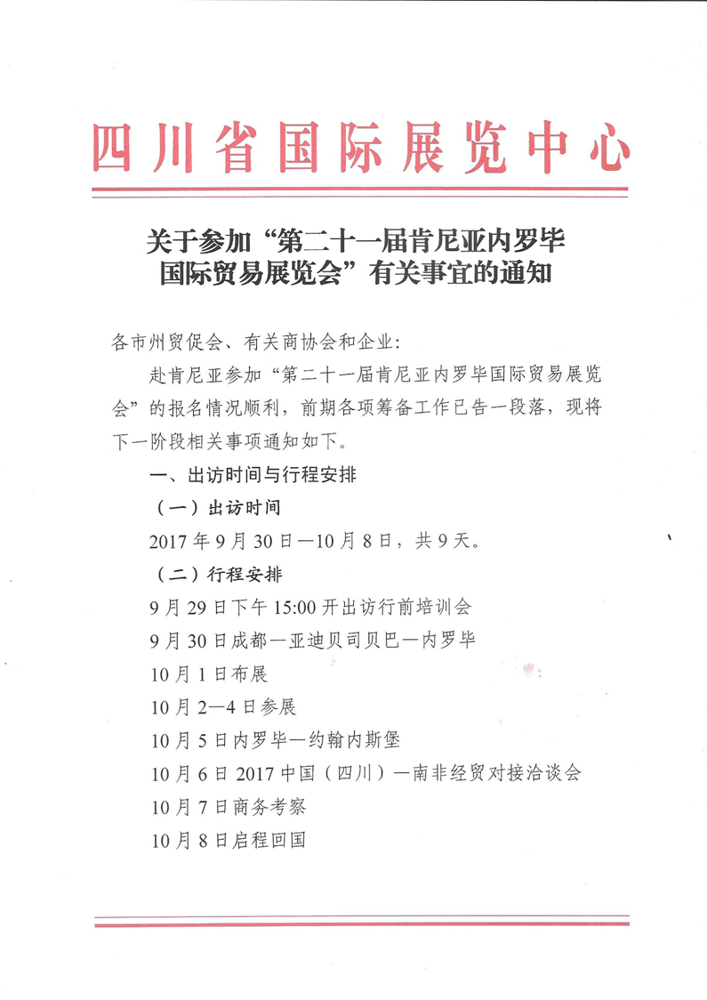 四川省国际展览中心
关于参加“第二十一届肯尼亚内罗毕
国际贸易展览会”有关事宜的通知
各市州贸促会、有关商协会和企业：
赴肯尼亚参加“第二十一届肯尼亚内罗毕国际贸易展览
会”的报名情况顺利，前期各项筹备工作已告一段落，现将
下一阶段相关事项通知如下。
一、出访时间与行程安排
（一）出访时间
2017年9月30日—10月8日，共9天。
（二）行程安排
9月29日下午15:00开出访行前培训会
9月30日成都—亚迪贝司贝巴—内罗毕
10月1日布展
10月2—4日参展
10月5日内罗毕—约翰内斯堡
10月6日2017中国（四川）—南非经贸对接洽谈会
10月7日商务考察
10月8日启程回国